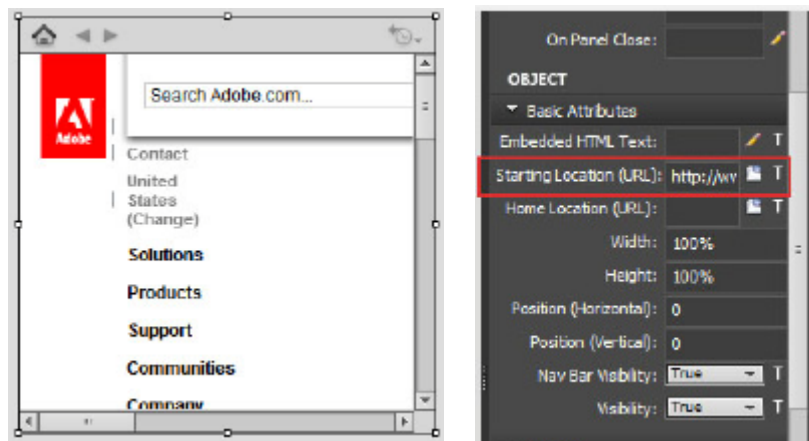 Adobe
Search Adobe.com...
Contact
United
States
(Change)
Solutions
Products
Support
Communities
Company
On Panel Close:
OBJECT
Basic Attributes
Embedded HTML Text: T
Starting Location (URL): http://wv T
Home Location (URL): T
Width: 100%
Height: 100%
Position (Horizontal): 0
Position (Vertical): 0
Nav Bar Visibility: True T
Visibility: True T